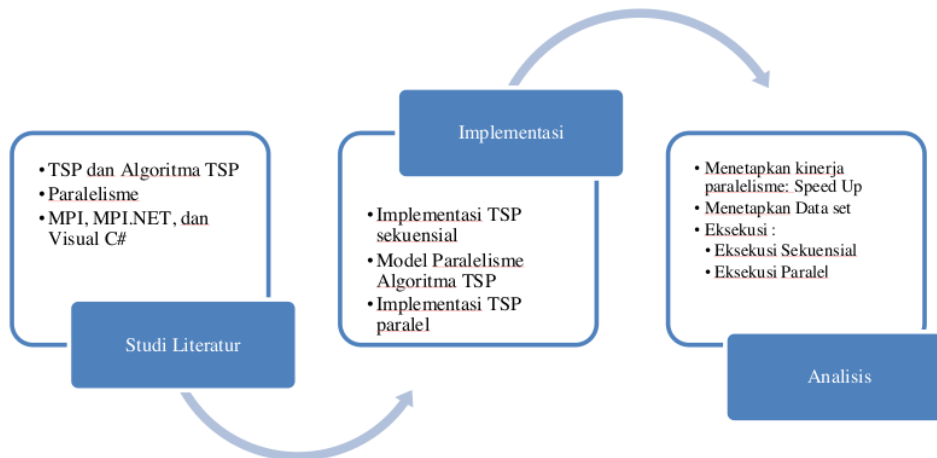 • TSP dan Algoritma TSP
• Paralelisme
• MPI, MPI.NET, dan
Visual C#
Studi Literatur
Implementasi
• Implementasi TSP
sekuensial
• Model Paralelisme
Algoritma TSP
• Implementasi TSP
paralel
• Menetapkan kinerja
paralelisme: Speed Up
• Menetapkan Data set
• Eksekusi :
• Eksekusi Sekuensial
• Eksekusi Paralel
Analisis